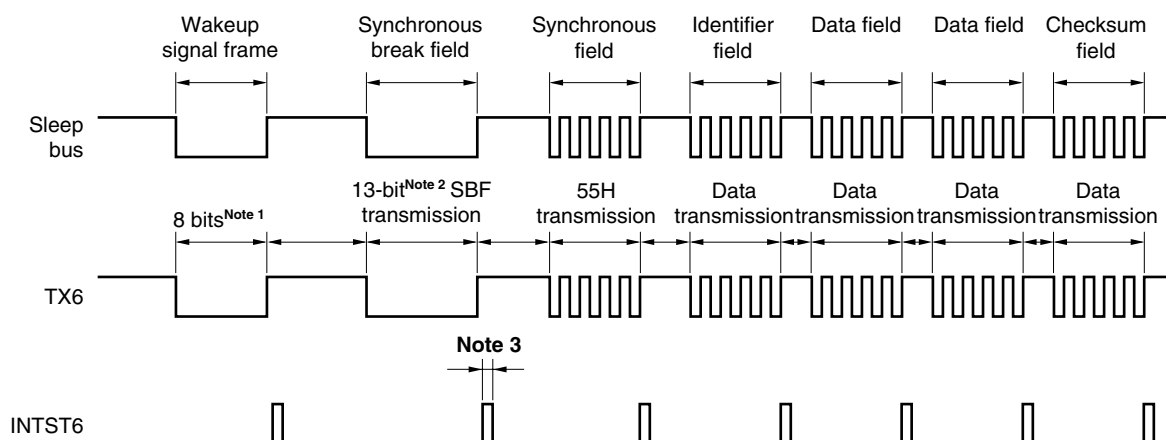 Wakeup
signal frame
Synchronous
break field
Synchronous
field
Identifier
field
Data field
Data field
Checksum
field
Sleep
bus
8 bitsNote 1
13-bitNote 2 SBF
transmission
55H
transmission
Data
transmission
Data
transmission
Data
transmission
Data
transmission
TX6
Note 3
INTST6